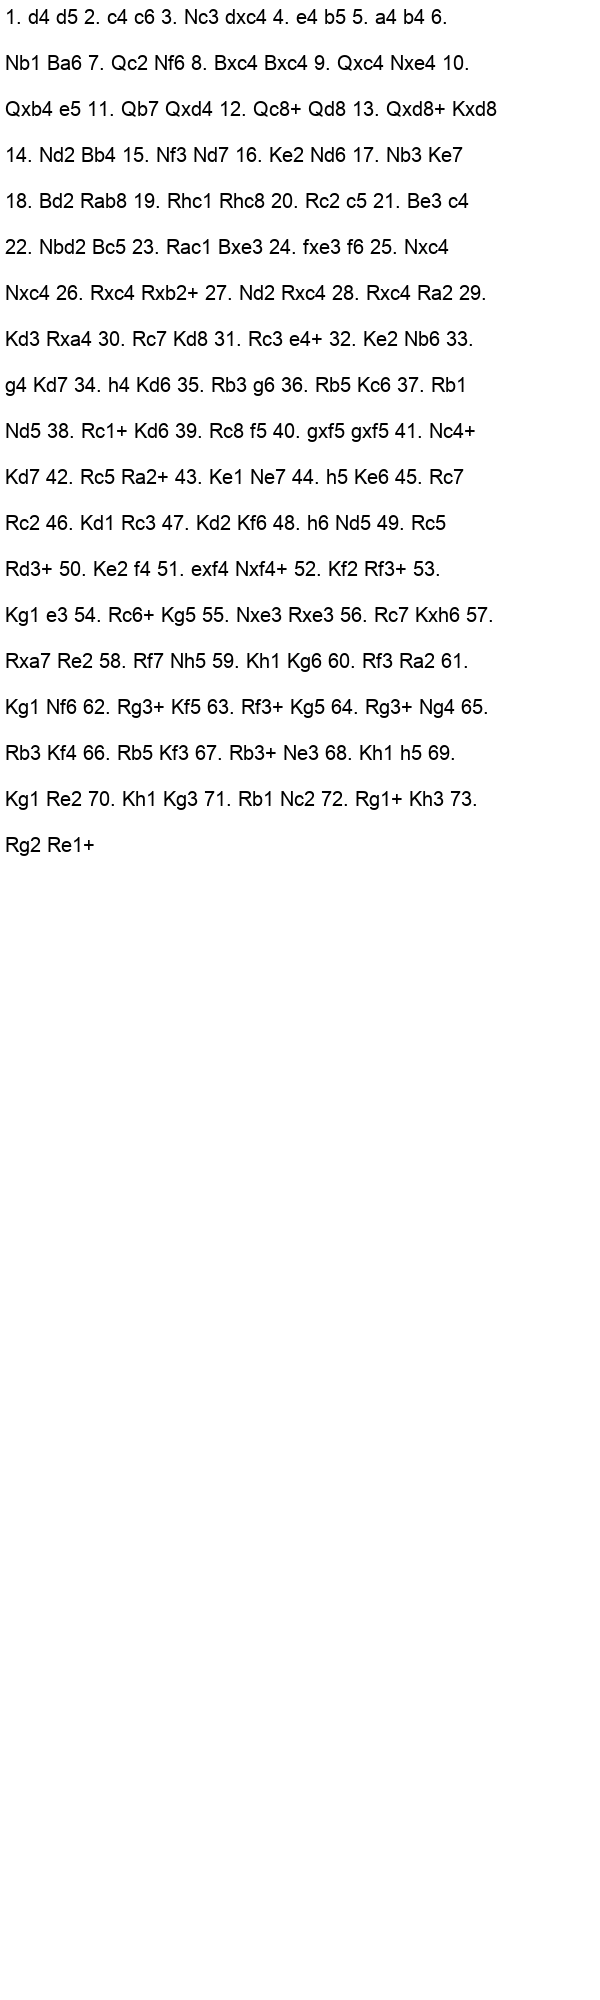 1. d4 d5 2. c4 c6 3. Nc3 dxc4 4. e4 b5 5. a4 b4 6.
Nb1 Ba6 7. Qc2 Nf6 8. Bxc4 Bxc4 9. Qxc4 Nxe4 10.
Qxb4 e5 11. Qb7 Qxd4 12. Qc8+ Qd8 13. Qxd8+ Kxd8
14. Nd2 Bb4 15. Nf3 Nd7 16. Ke2 Nd6 17. Nb3 Ke7
18. Bd2 Rab8 19. Rhc1 Rhc8 20. Rc2 c5 21. Be3 c4
22. Nbd2 Bc5 23. Rac1 Bxe3 24. fxe3 f6 25. Nxc4
Nxc4 26. Rxc4 Rxb2+ 27. Nd2 Rxc4 28. Rxc4 Ra2 29.
Kd3 Rxa4 30. Rc7 Kd8 31. Rc3 e4+ 32. Ke2 Nb6 33.
g4 Kd7 34. h4 Kd6 35. Rb3 g6 36. Rb5 Kc6 37. Rb1
Nd5 38. Rc1+ Kd6 39. Rc8 f5 40. gxf5 gxf5 41. Nc4+
Kd7 42. Rc5 Ra2+ 43. Ke1 Ne7 44. h5 Ke6 45. Rc7
Rc2 46. Kd1 Rc3 47. Kd2 Kf6 48. h6 Nd5 49. Rc5
Rd3+ 50. Ke2 f4 51. exf4 Nxf4+ 52. Kf2 Rf3+ 53.
Kg1 e3 54. Rc6+ Kg5 55. Nxe3 Rxe3 56. Rc7 Kxh6 57.
Rxa7 Re2 58. Rf7 Nh5 59. Kh1 Kg6 60. Rf3 Ra2 61.
Kg1 Nf6 62. Rg3+ Kf5 63. Rf3+ Kg5 64. Rg3+ Ng4 65.
Rb3 Kf4 66. Rb5 Kf3 67. Rb3+ Ne3 68. Kh1 h5 69.
Kg1 Re2 70. Kh1 Kg3 71. Rb1 Nc2 72. Rg1+ Kh3 73.
Rg2 Re1+